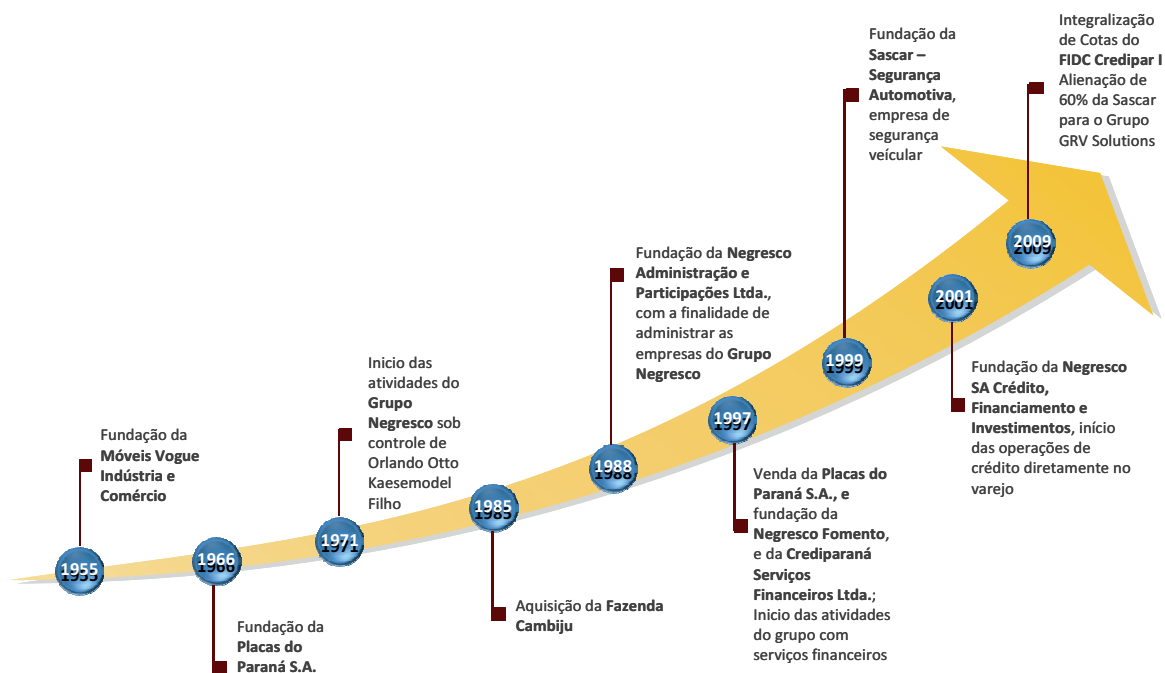 1955
Fundação da
Móveis Vogue
Indústria e
Comércio
1966
Fundação da
Placas do
Paraná S.A.
1971
Inicio das
atividades do
Grupo
Negresco sob
controle de
Orlando Otto
Kaesemodel
Filho
1985
Aquisição da Fazenda
Cambiju
1988
Fundação da Negresco
Administração e
Participações Ltda.,
com a finalidade de
administrar as
empresas do Grupo
Negresco
1997
Venda da Placas do
Paraná S.A., e
fundação da
Negresco Fomento,
e da Crediparaná
Serviços
Financeiros Ltda.;
Inicio das atividades
do grupo com
serviços financeiros
1999
Fundação da
Sascar –
Segurança
Automotiva,
empresa de
segurança
veícular
2001
Fundação da Negresco
SA Crédito,
Financiamento e
Investimentos, início
das operações de
crédito diretamente no
varejo
2009
Integralização
de Cotas do
FIDC Credipar I
Alienação de
60% da Sascar
para o Grupo
GRV Solutions